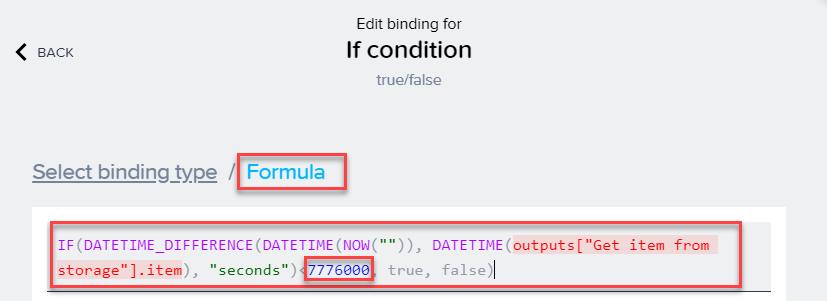 Edit binding for
BACK
If condition
true/false
Select binding type / Formula
IF(DATETIME_DIFFERENCE(DATETIME(NOW("")), DATETIME(outputs["Get item from
storage"].item), "seconds")<7776000, true, false)